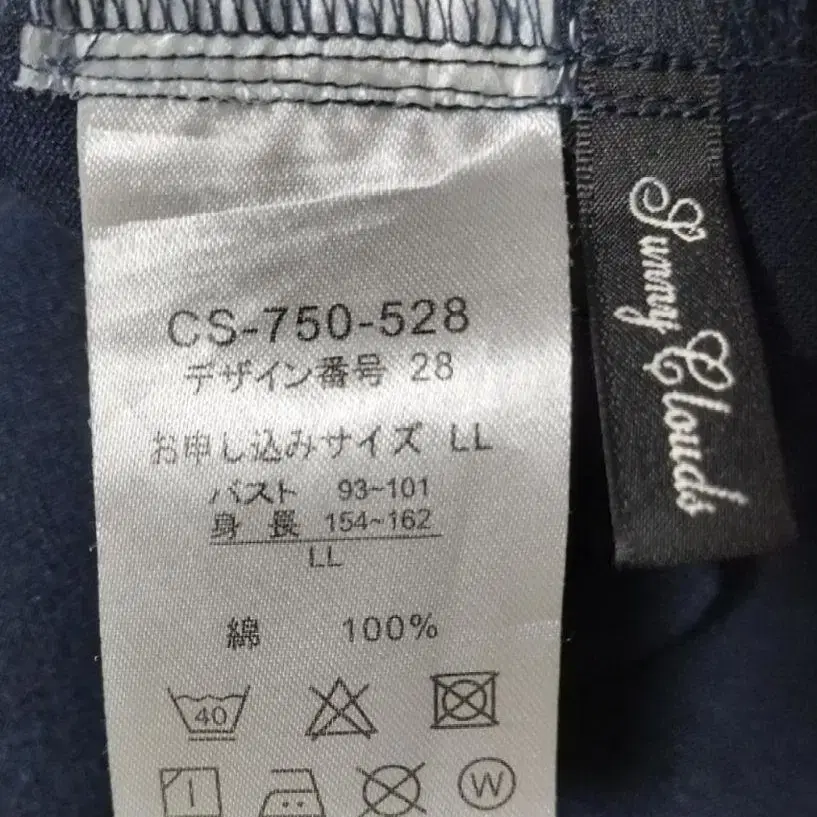 CS-750-528
デザイン番号 28
お申し込みサイズ LL
バスト 93~101
身 長 154~162
LL
綿 100%
40
W
Sunny Clouds